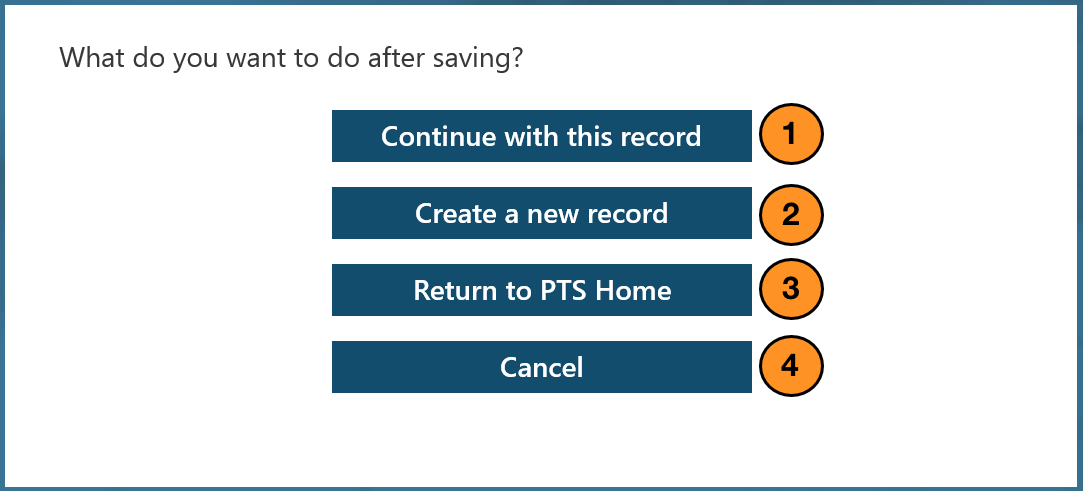 What do you want to do after saving?
Continue with this record 1
Create a new record 2
Return to PTS Home 3
Cancel 4